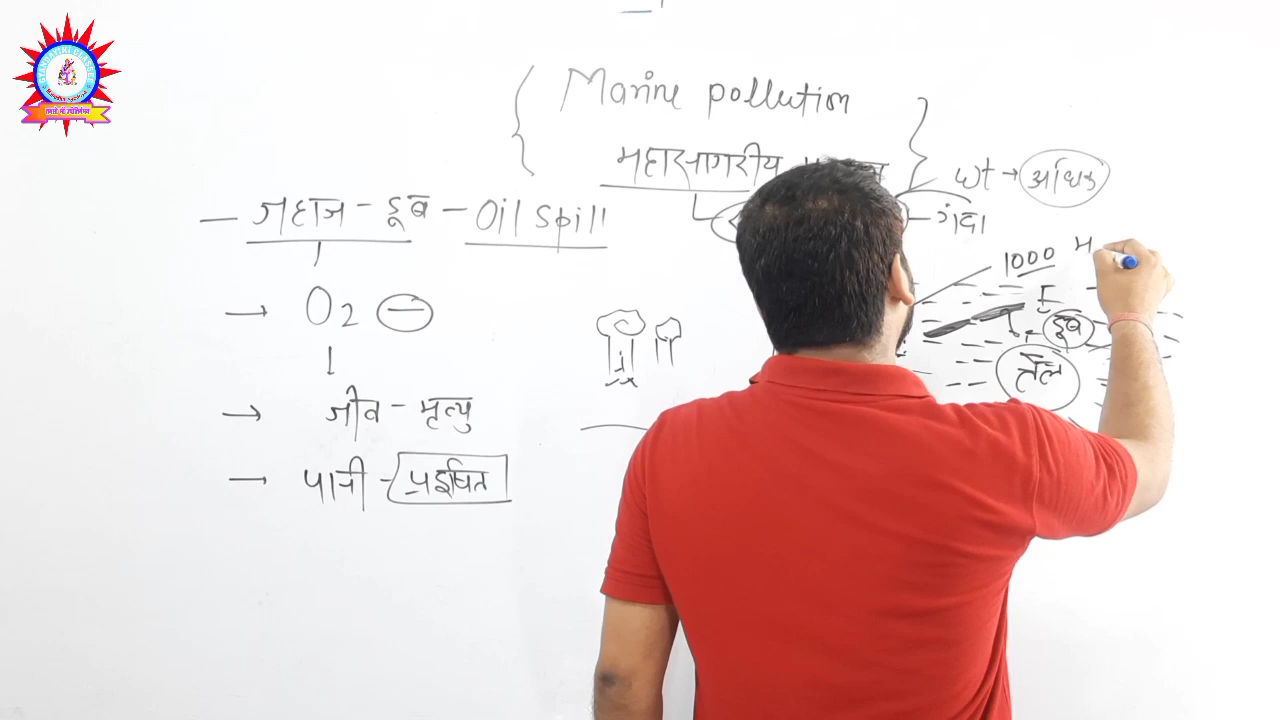 Marine pollution
महासागरीय
wt → अधिक
— जहाज - डूब — Oil spill
गंदा
1000
→ O2 −
डूब
तेल
→ जीव - मृत्यु
→ पानी - प्रदूषित